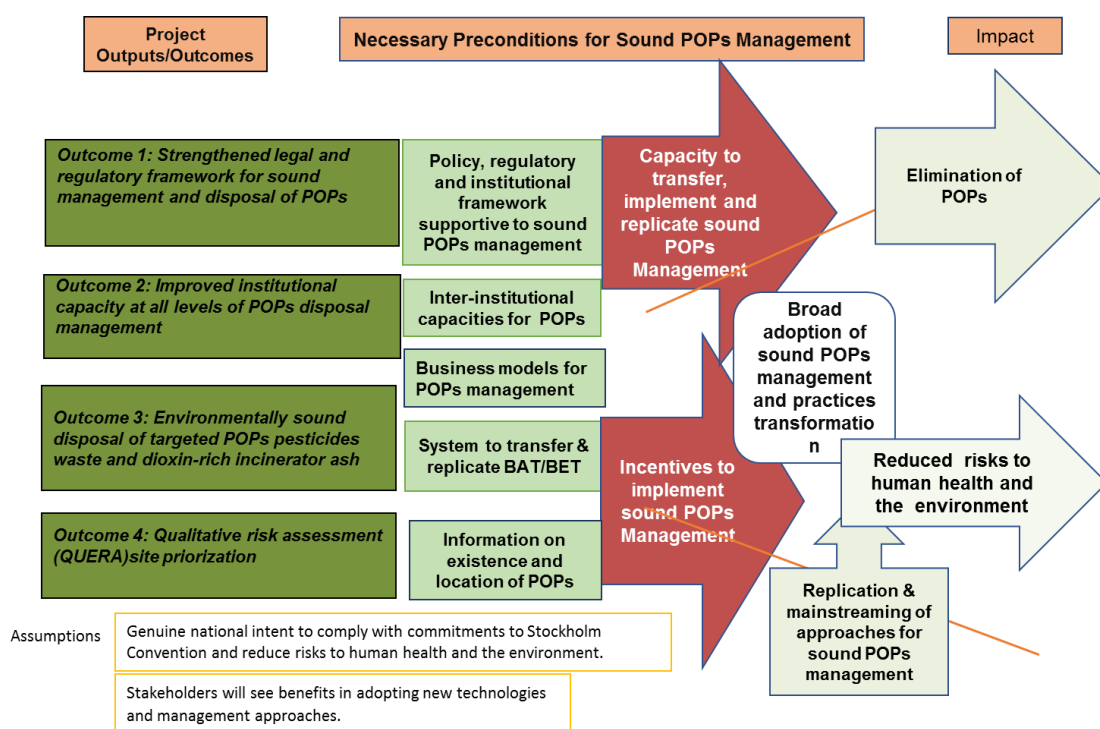 Project
Outputs/Outcomes
Necessary Preconditions for Sound POPs Management
Impact
Outcome 1: Strengthened legal and
regulatory framework for sound
management and disposal of POPs
Outcome 2: Improved institutional
capacity at all levels of POPs disposal
management
Outcome 3: Environmentally sound
disposal of targeted POPs pesticides
waste and dioxin-rich incinerator ash
Outcome 4: Qualitative risk assessment
(QUERA)site priorization
Policy, regulatory
and institutional
framework
supportive to sound
POPs management
Inter-institutional
capacities for POPs
Business models for
POPs management
System to transfer &
replicate BAT/BET
Information on
existence and
location of POPs
Capacity to
transfer,
implement and
replicate sound
POPs
Management
Incentives to
implement
sound POPs
Management
Broad
adoption of
sound POPs
management
and practices
transformatio
n
Elimination of
POPs
Reduced risks to
human health and
the environment
Replication &
mainstreaming of
approaches for
sound POPs
management
Assumptions
Genuine national intent to comply with commitments to Stockholm
Convention and reduce risks to human health and the environment.
Stakeholders will see benefits in adopting new technologies
and management approaches.